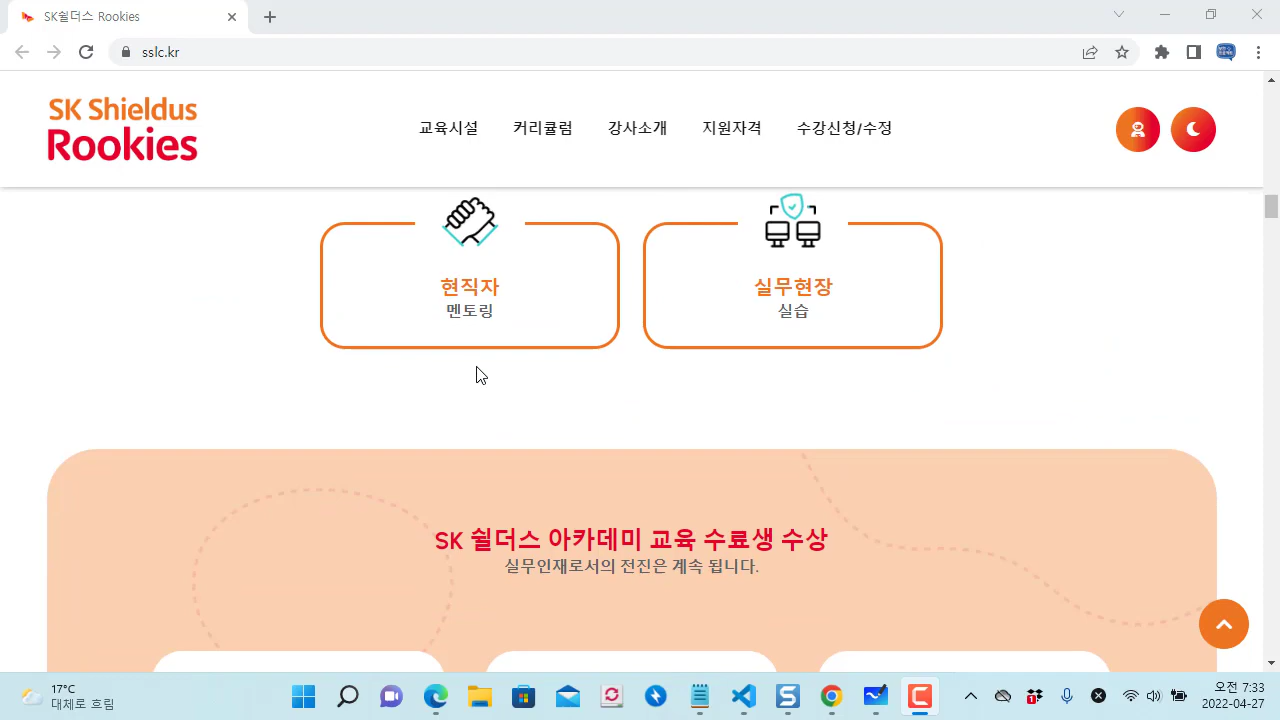 SK쉴더스 Rookies
sslc.kr
SK Shieldus
Rookies
교육시설 커리큘럼 강사소개 지원자격 수강신청/수정
현직자
멘토링
실무현장
실습
SK 쉴더스 아카데미 교육 수료생 수상
실무인재로서의 전진은 계속 됩니다.
17°C
대체로 흐림
오전 7:33
2022-04-27